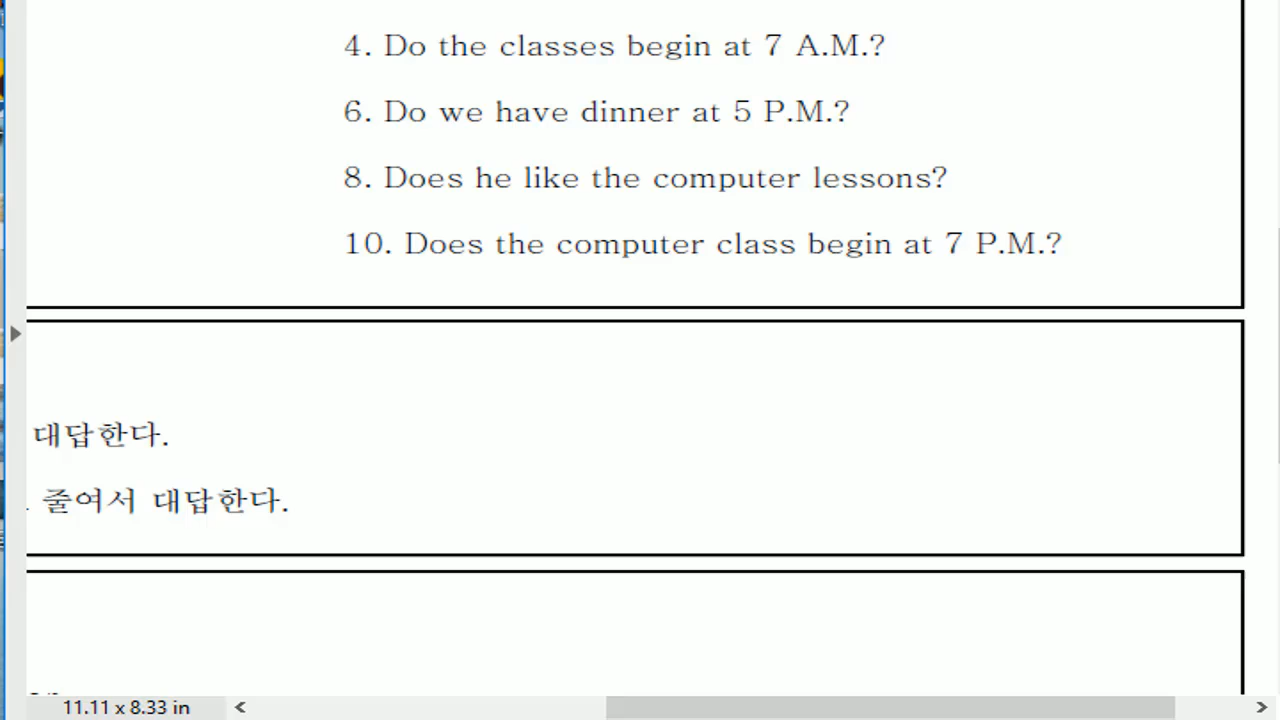 4. Do the classes begin at 7 A.M.?
6. Do we have dinner at 5 P.M.?
8. Does he like the computer lessons?
10. Does the computer class begin at 7 P.M.?
대답한다.
줄여서 대답한다.
11.11 x 8.33 in